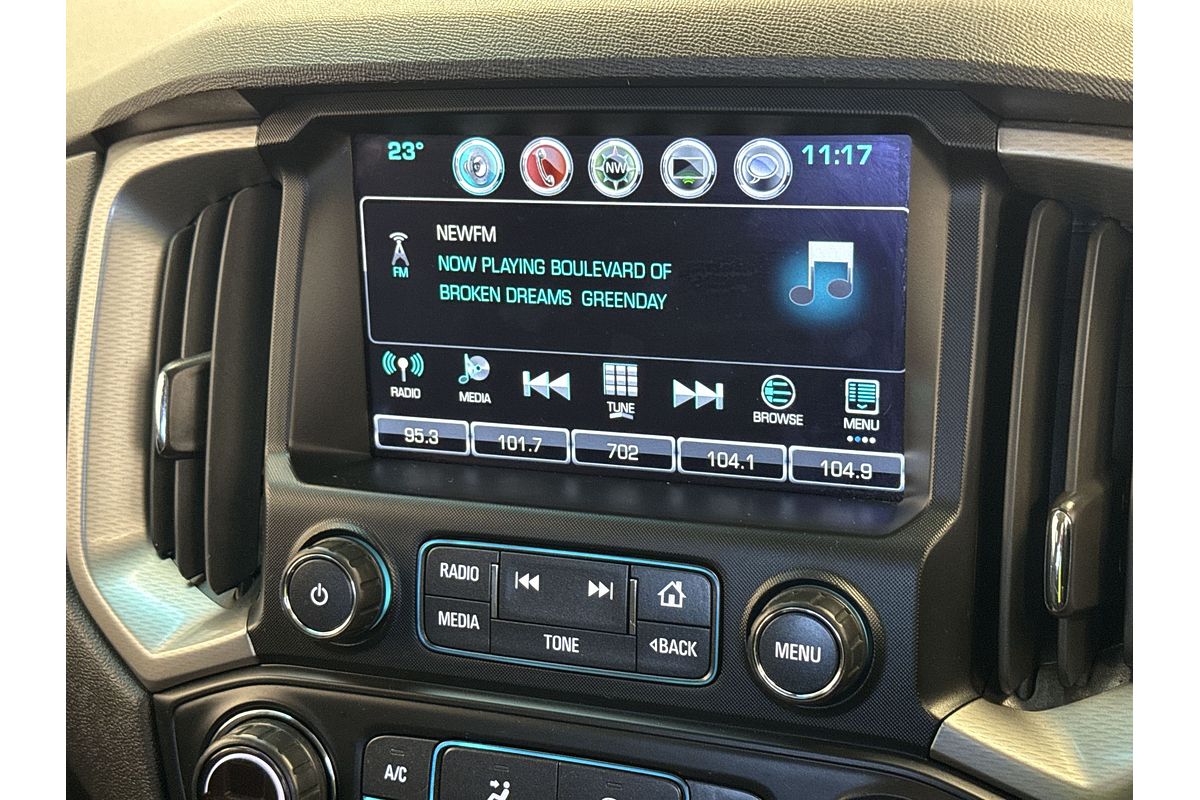 23°
NW
11:17
NEWFM
FM
NOW PLAYING BOULEVARD OF
BROKEN DREAMS GREENDAY
RADIO
MEDIA
TUNE
BROWSE
MENU
95.3
101.7
702
104.1
104.9
RADIO
MEDIA
TONE
BACK
MENU
A/C